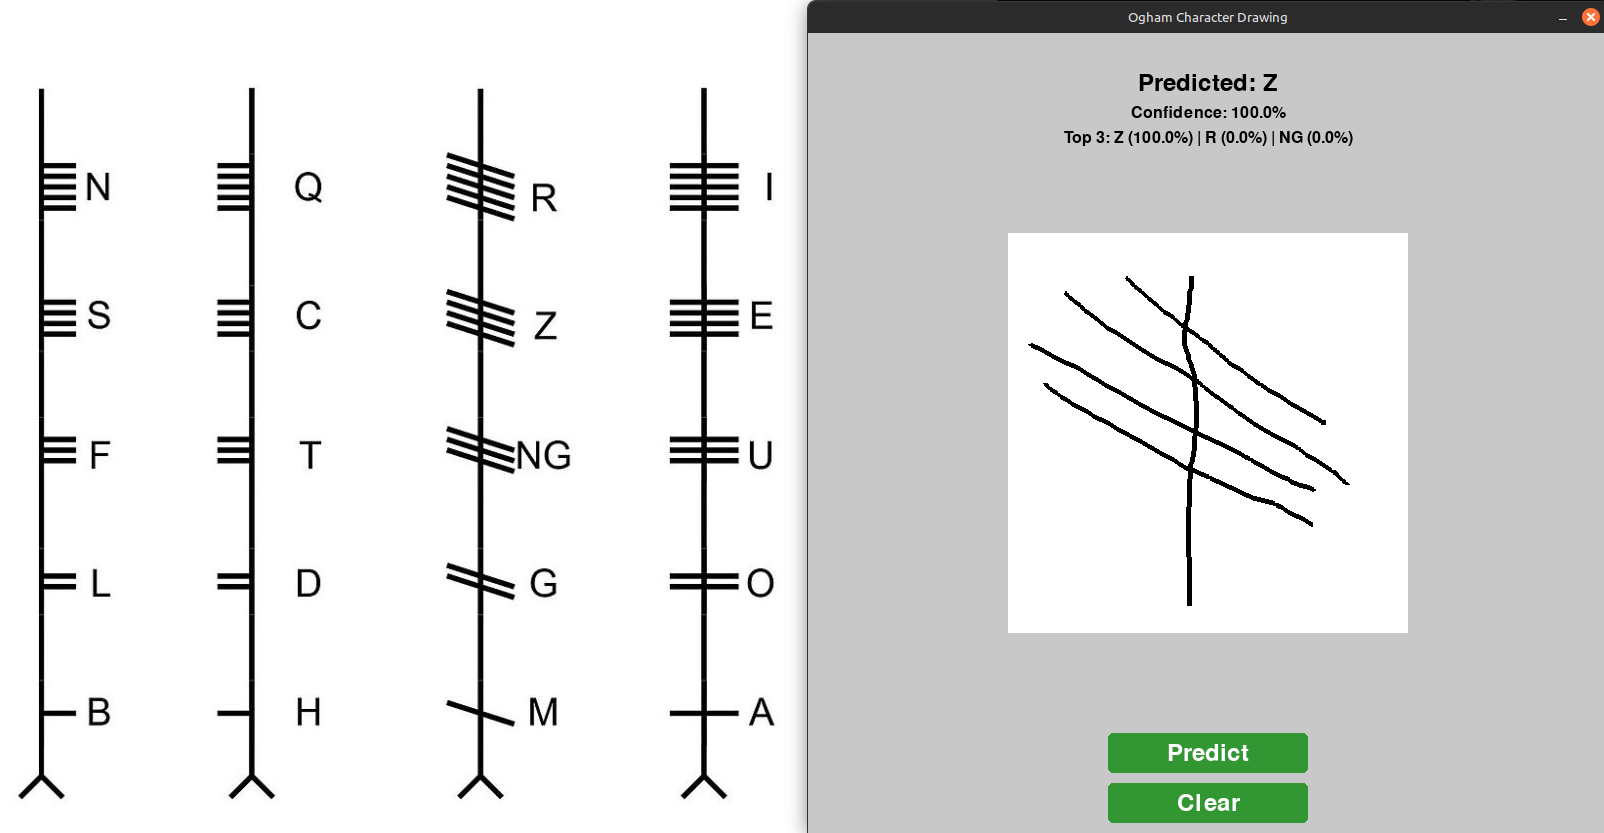 Ogham Character Drawing
Predicted: Z
Confidence: 100.0%
Top 3: Z (100.0%) | R (0.0%) | NG (0.0%)
N Q R I
S C Z E
F T NG U
L D G O
B H M A
Predict
Clear